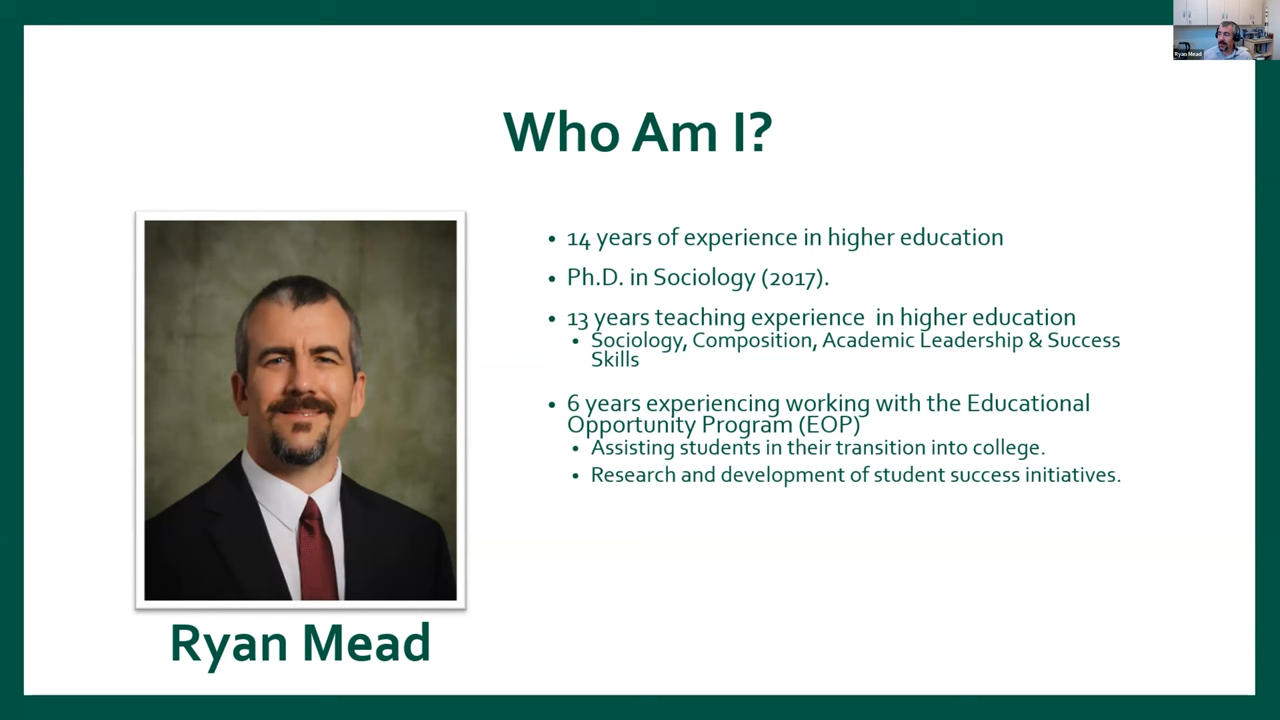 Ryan Mead
Who Am I?
• 14 years of experience in higher education
• Ph.D. in Sociology (2017).
• 13 years teaching experience  in higher education
• Sociology, Composition, Academic Leadership & Success
Skills
• 6 years experiencing working with the Educational
Opportunity Program (EOP)
• Assisting students in their transition into college.
• Research and development of student success initiatives.
Ryan Mead